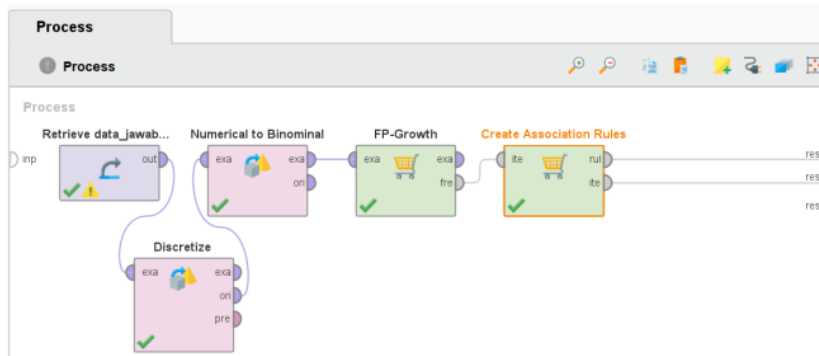 Process
Process
Process
Retrieve data_jawab... Numerical to Binominal FP-Growth Create Association Rules
inp out exa exa exa exa ite rul res
ori fre ite res
res
Discretize
exa exa
ori
pre